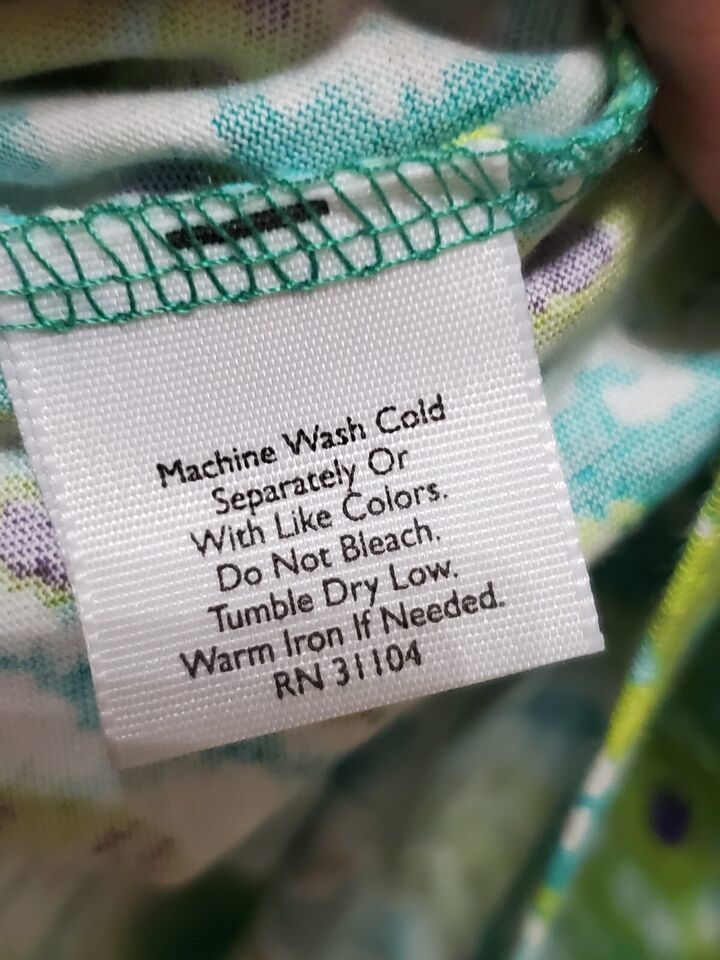 Machine Wash Cold
Separately Or
With Like Colors.
Do Not Bleach.
Tumble Dry Low.
Warm Iron If Needed.
RN 31104